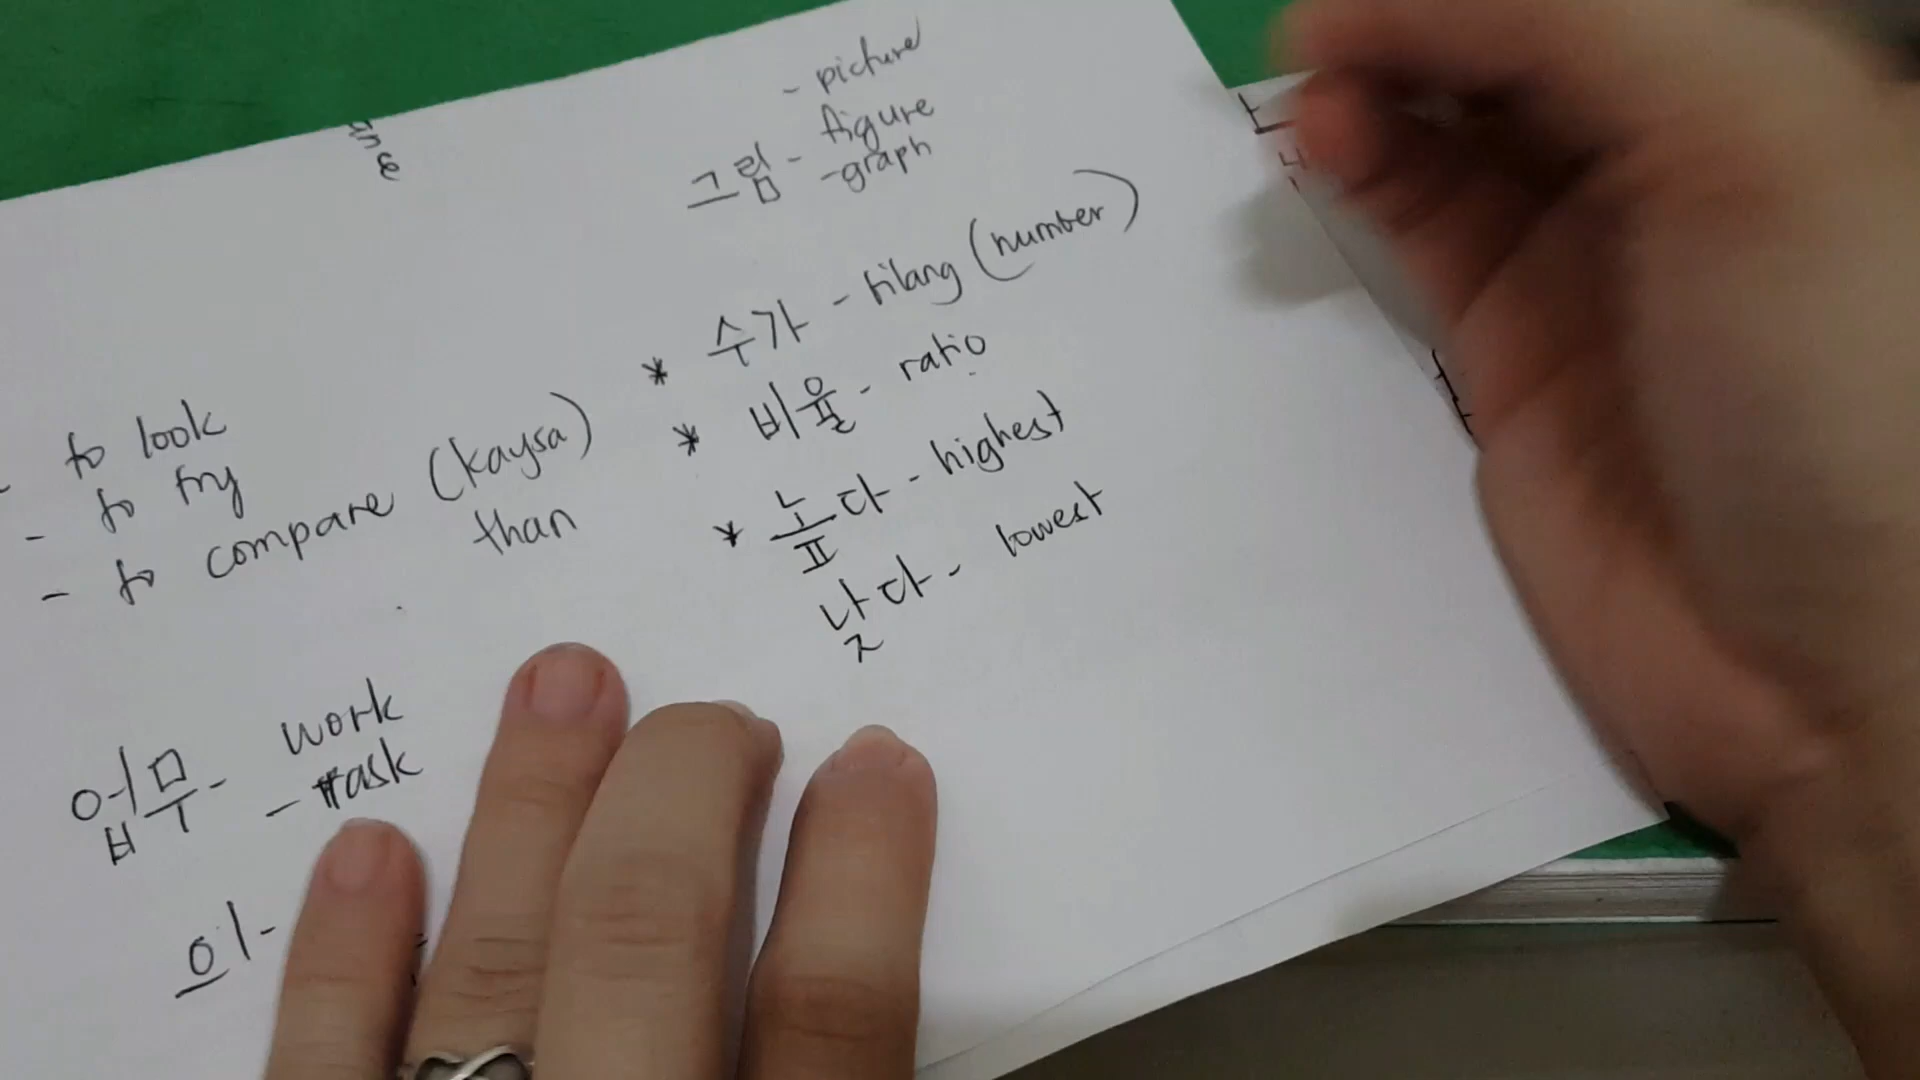 - picture
figure
그림 - -graph
* 수가 - bilang (number)
* 비율 - ratio
* 높다 - highest
낮다 - lowest
- to look
- to try
- to compare (kaysa)
than
업무 - work
- task
의 -